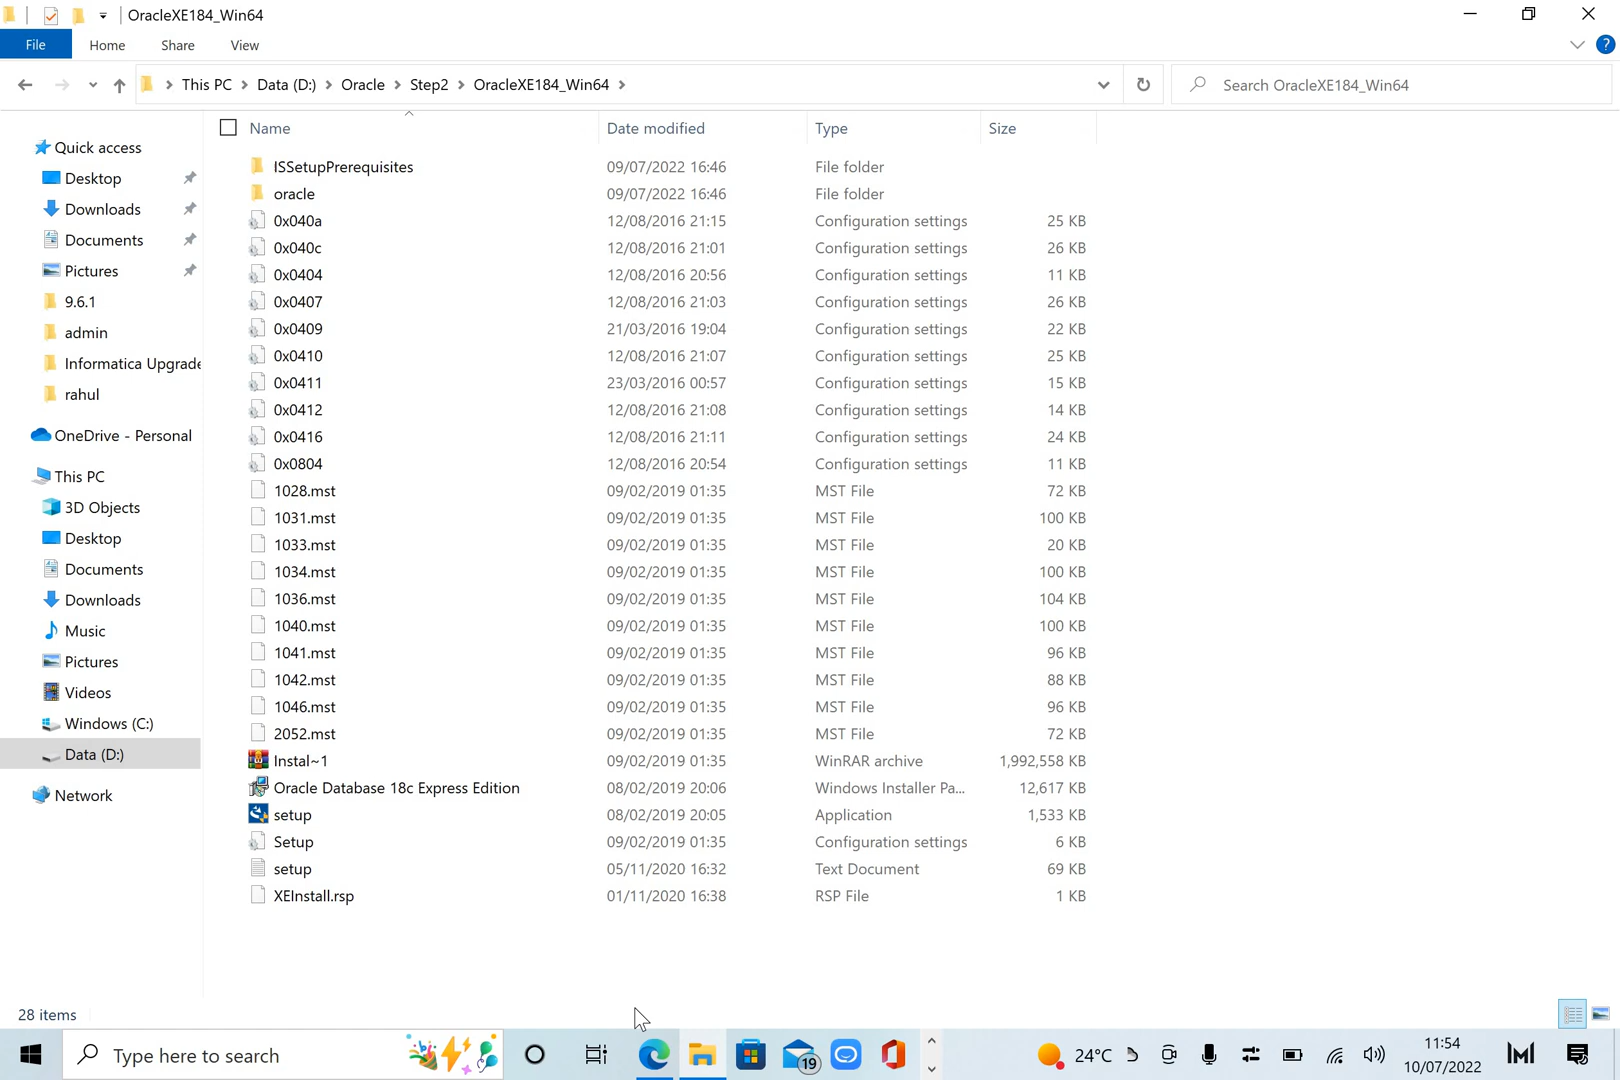 OracleXE184_Win64
File Home Share View
This PC Data (D:) Oracle Step2 OracleXE184_Win64
Search OracleXE184_Win64
Name Date modified Type Size
Quick access
Desktop
Downloads
Documents
Pictures
9.6.1
admin
Informatica Upgrade
rahul
OneDrive - Personal
This PC
3D Objects
Desktop
Documents
Downloads
Music
Pictures
Videos
Windows (C:)
Data (D:)
Network
ISSetupPrerequisites 09/07/2022 16:46 File folder
oracle 09/07/2022 16:46 File folder
0x040a 12/08/2016 21:15 Configuration settings 25 KB
0x040c 12/08/2016 21:01 Configuration settings 26 KB
0x0404 12/08/2016 20:56 Configuration settings 11 KB
0x0407 12/08/2016 21:03 Configuration settings 26 KB
0x0409 21/03/2016 19:04 Configuration settings 22 KB
0x0410 12/08/2016 21:07 Configuration settings 25 KB
0x0411 23/03/2016 00:57 Configuration settings 15 KB
0x0412 12/08/2016 21:08 Configuration settings 14 KB
0x0416 12/08/2016 21:11 Configuration settings 24 KB
0x0804 12/08/2016 20:54 Configuration settings 11 KB
1028.mst 09/02/2019 01:35 MST File 72 KB
1031.mst 09/02/2019 01:35 MST File 100 KB
1033.mst 09/02/2019 01:35 MST File 20 KB
1034.mst 09/02/2019 01:35 MST File 100 KB
1036.mst 09/02/2019 01:35 MST File 104 KB
1040.mst 09/02/2019 01:35 MST File 100 KB
1041.mst 09/02/2019 01:35 MST File 96 KB
1042.mst 09/02/2019 01:35 MST File 88 KB
1046.mst 09/02/2019 01:35 MST File 96 KB
2052.mst 09/02/2019 01:35 MST File 72 KB
Instal~1 09/02/2019 01:35 WinRAR archive 1,992,558 KB
Oracle Database 18c Express Edition 08/02/2019 20:06 Windows Installer Pa... 12,617 KB
setup 08/02/2019 20:05 Application 1,533 KB
Setup 09/02/2019 01:35 Configuration settings 6 KB
setup 05/11/2020 16:32 Text Document 69 KB
XEInstall.rsp 01/11/2020 16:38 RSP File 1 KB
28 items
Type here to search
19
24°C
11:54
10/07/2022